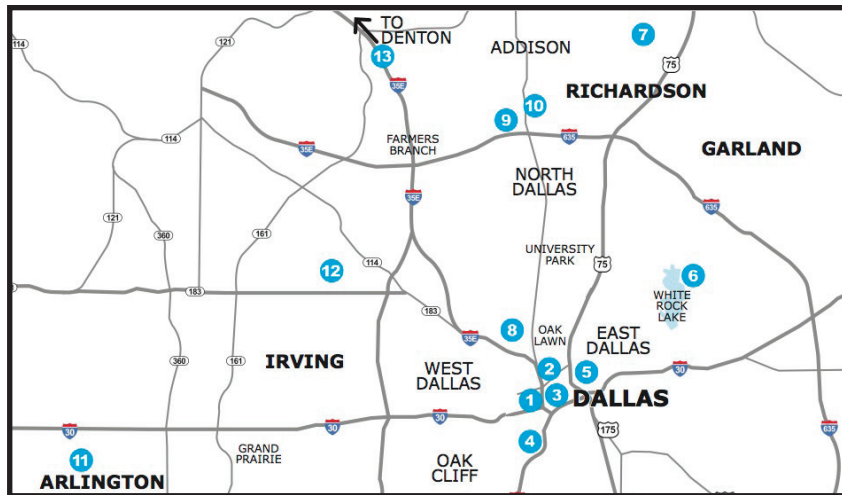 TO
DENTON
13
ADDISON
7
75
RICHARDSON
121
114
35E
10
9
635
FARMERS
BRANCH
114
35E
GARLAND
NORTH
DALLAS
35E
635
121
360
161
UNIVERSITY
PARK
75
12
114
6
WHITE
ROCK
LAKE
183
183
8
OAK
LAWN
EAST
DALLAS
35E
IRVING
161
360
WEST
DALLAS
2
5
30
1
3
DALLAS
30
30
30
175
635
4
GRAND
PRAIRIE
11
ARLINGTON
OAK
CLIFF